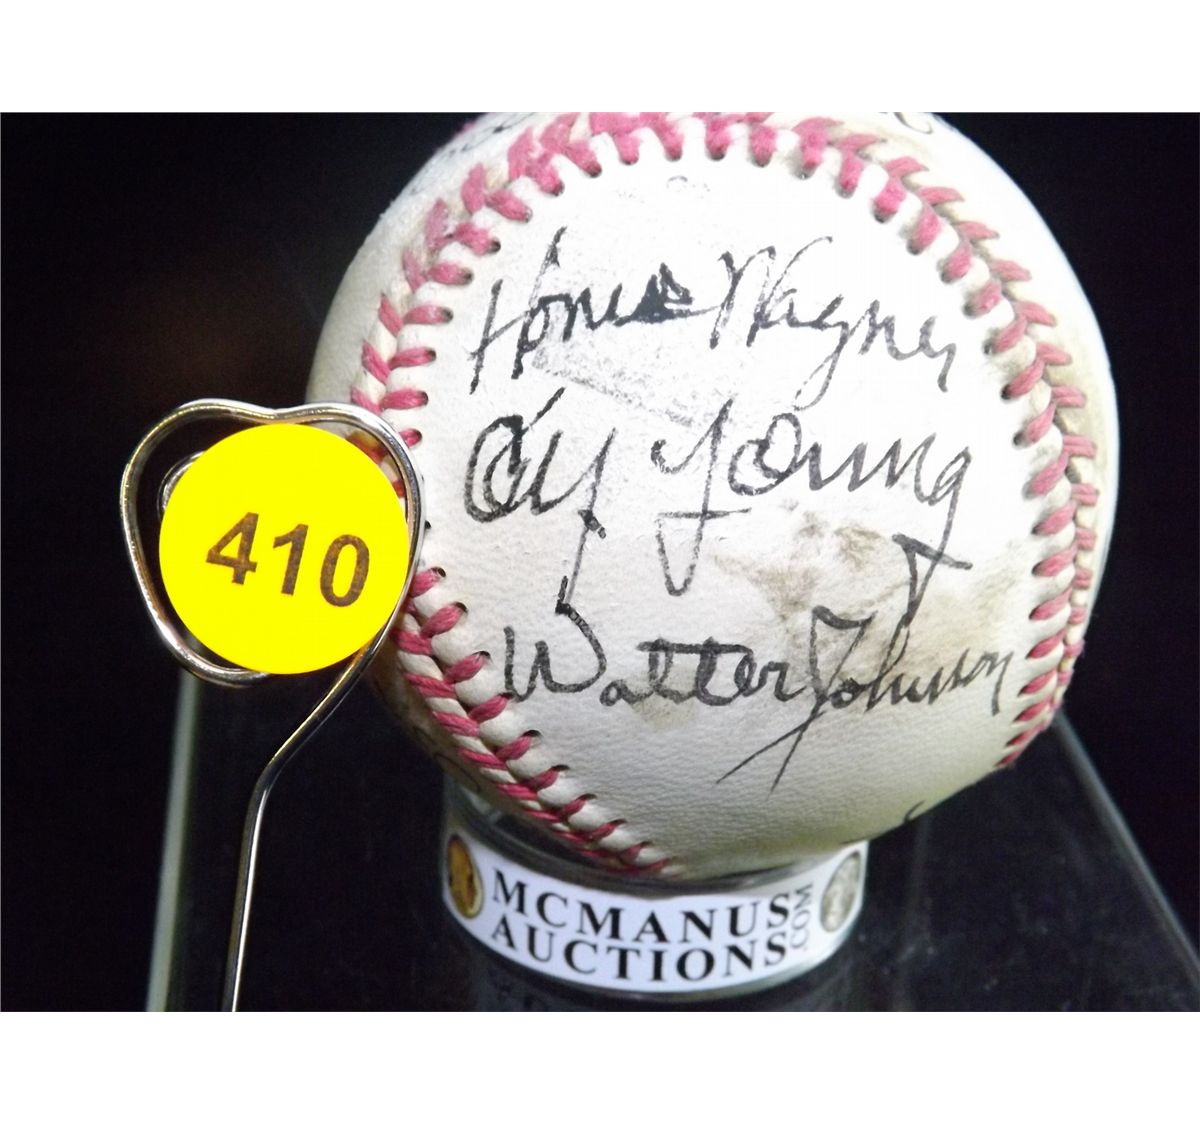 Honus Wagner
Cy Young
Walter Johnson
410
MCMANUS
AUCTIONS.COM